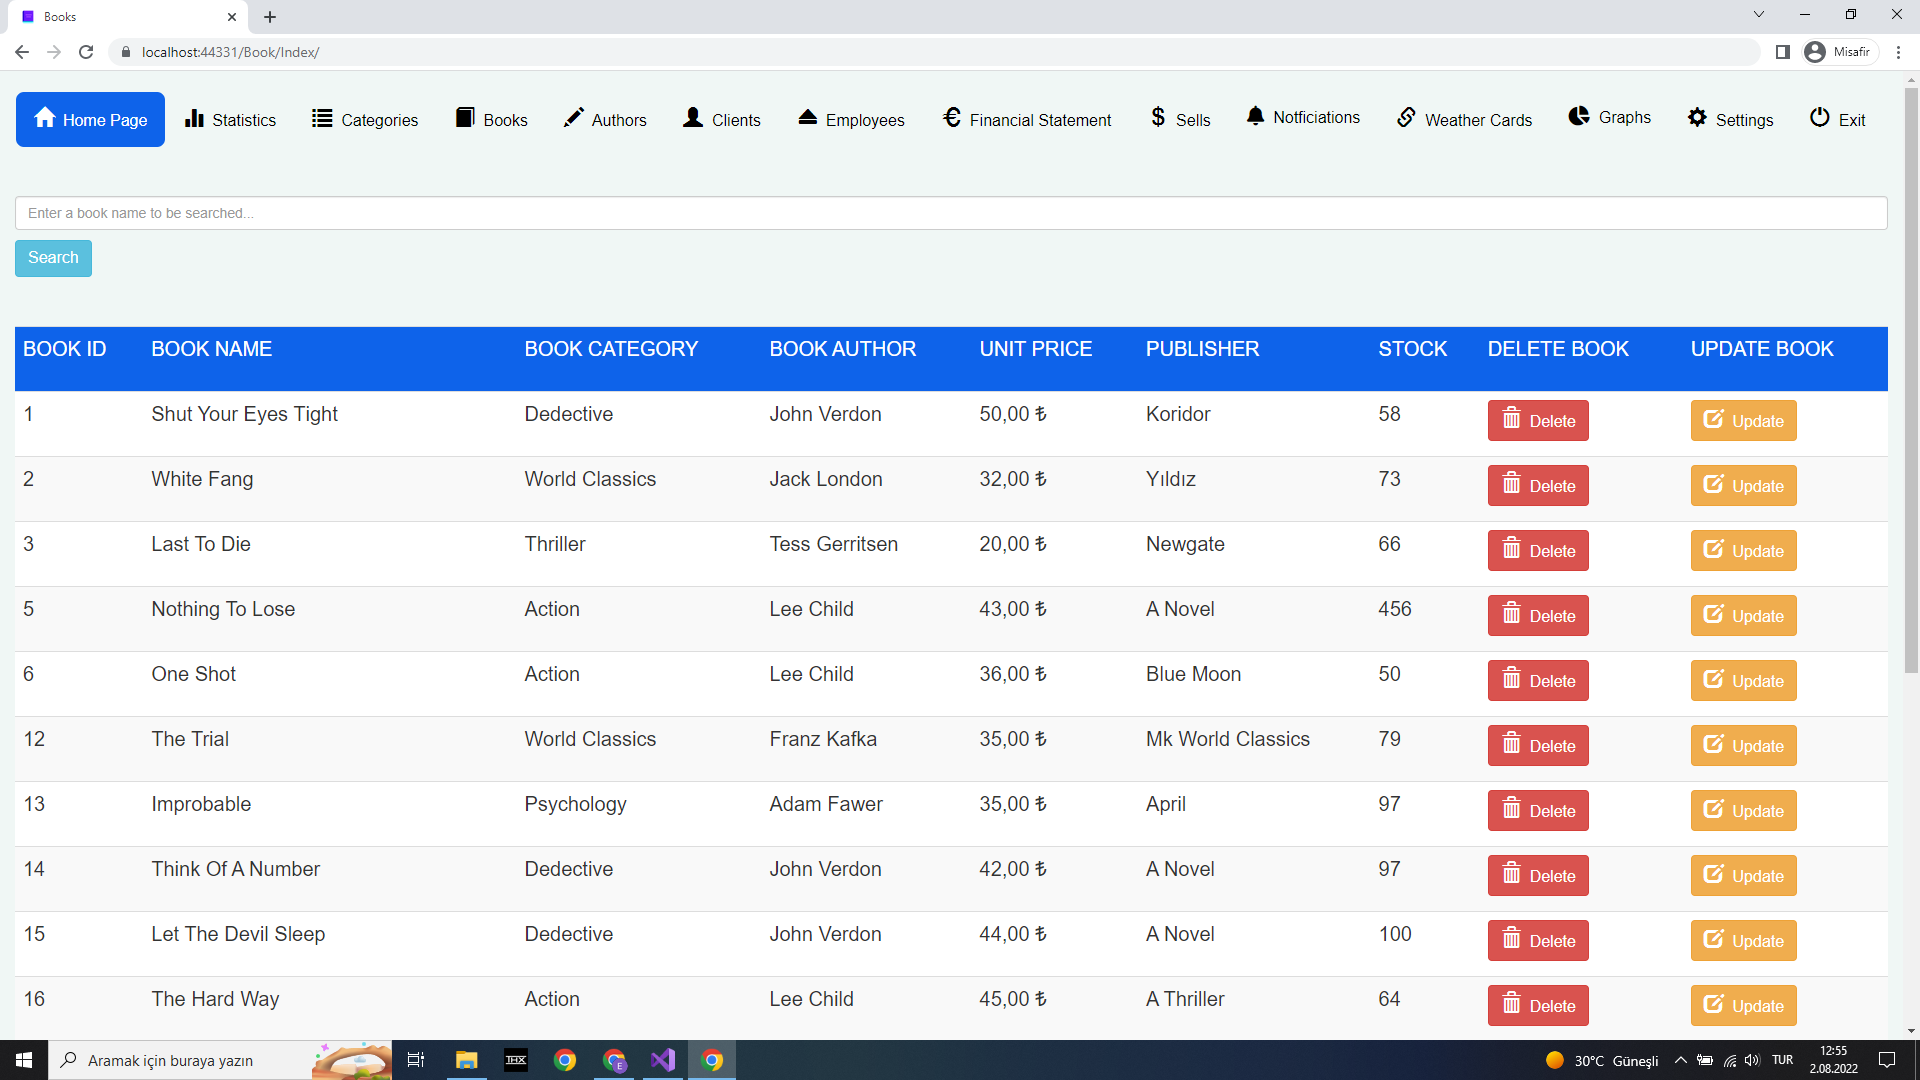 Books
localhost:44331/Book/Index/
Misafir
Home Page Statistics Categories Books Authors Clients Employees Financial Statement Sells Notficiations Weather Cards Graphs Settings Exit
Enter a book name to be searched...
Search
BOOK ID BOOK NAME BOOK CATEGORY BOOK AUTHOR UNIT PRICE PUBLISHER STOCK DELETE BOOK UPDATE BOOK
1 Shut Your Eyes Tight Dedective John Verdon 50,00 ₺ Koridor 58 Delete Update
2 White Fang World Classics Jack London 32,00 ₺ Yıldız 73 Delete Update
3 Last To Die Thriller Tess Gerritsen 20,00 ₺ Newgate 66 Delete Update
5 Nothing To Lose Action Lee Child 43,00 ₺ A Novel 456 Delete Update
6 One Shot Action Lee Child 36,00 ₺ Blue Moon 50 Delete Update
12 The Trial World Classics Franz Kafka 35,00 ₺ Mk World Classics 79 Delete Update
13 Improbable Psychology Adam Fawer 35,00 ₺ April 97 Delete Update
14 Think Of A Number Dedective John Verdon 42,00 ₺ A Novel 97 Delete Update
15 Let The Devil Sleep Dedective John Verdon 44,00 ₺ A Novel 100 Delete Update
16 The Hard Way Action Lee Child 45,00 ₺ A Thriller 64 Delete Update
Aramak için buraya yazın THX E 30°C Güneşli TUR 12:55
2.08.2022